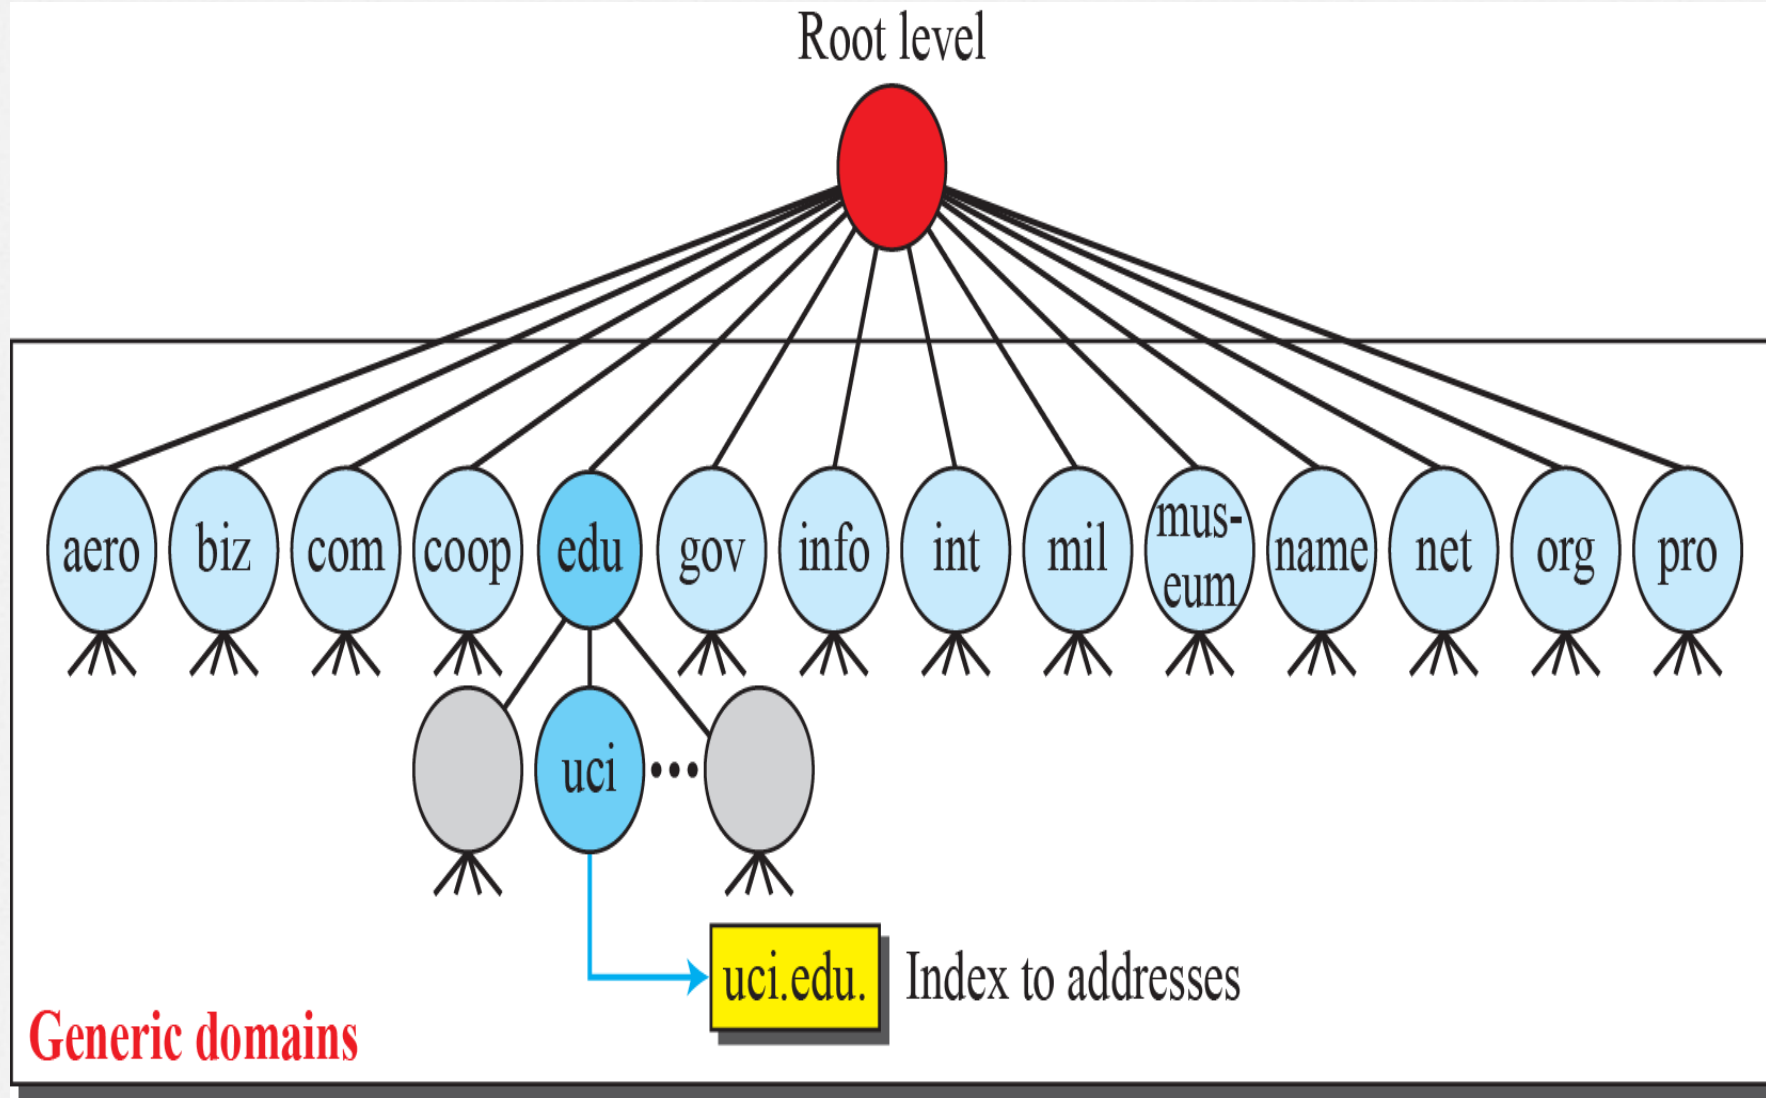 Root level
aero biz com coop edu gov info int mil mus-
eum name net org pro
uci
uci.edu. Index to addresses
Generic domains